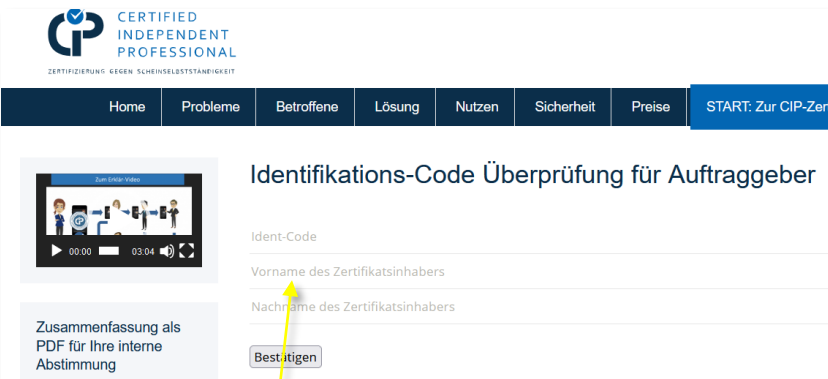 CERTIFIED
INDEPENDENT
PROFESSIONAL
ZERTIFIZIERUNG GEGEN SCHEINSELBSTSTÄNDIGKEIT
Home Probleme Betroffene Lösung Nutzen Sicherheit Preise START: Zur CIP-Zer
Zum Erklär-Video
00:00 03:04
Identifikations-Code Überprüfung für Auftraggeber
Ident-Code
Vorname des Zertifikatsinhabers
Nachname des Zertifikatsinhabers
Bestätigen
Zusammenfassung als
PDF für Ihre interne
Abstimmung